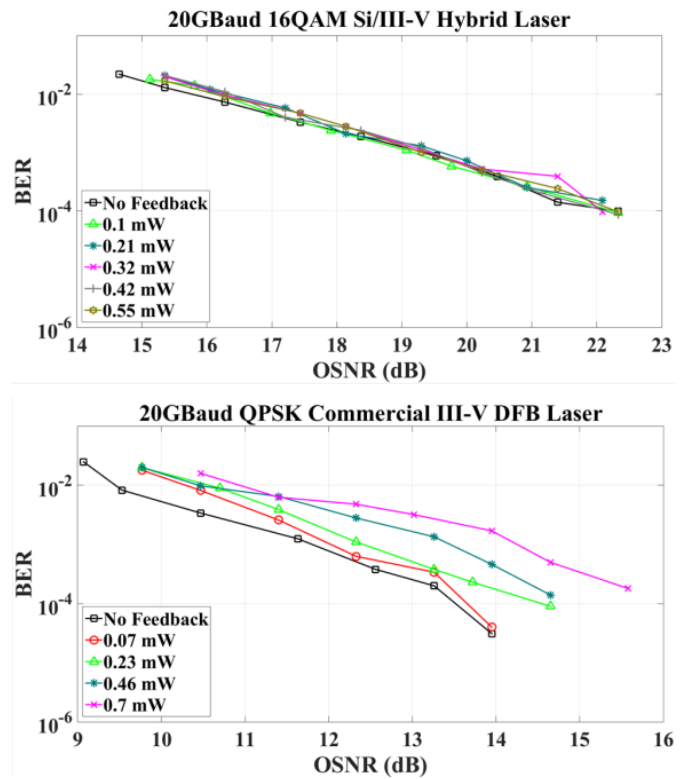 20GBaud 16QAM Si/III-V Hybrid Laser
BER
10-2
10-4
10-6
No Feedback
0.1 mW
0.21 mW
0.32 mW
0.42 mW
0.55 mW
14 15 16 17 18 19 20 21 22 23
OSNR (dB)
20GBaud QPSK Commercial III-V DFB Laser
BER
10-2
10-4
10-6
No Feedback
0.07 mW
0.23 mW
0.46 mW
0.7 mW
9 10 11 12 13 14 15 16
OSNR (dB)